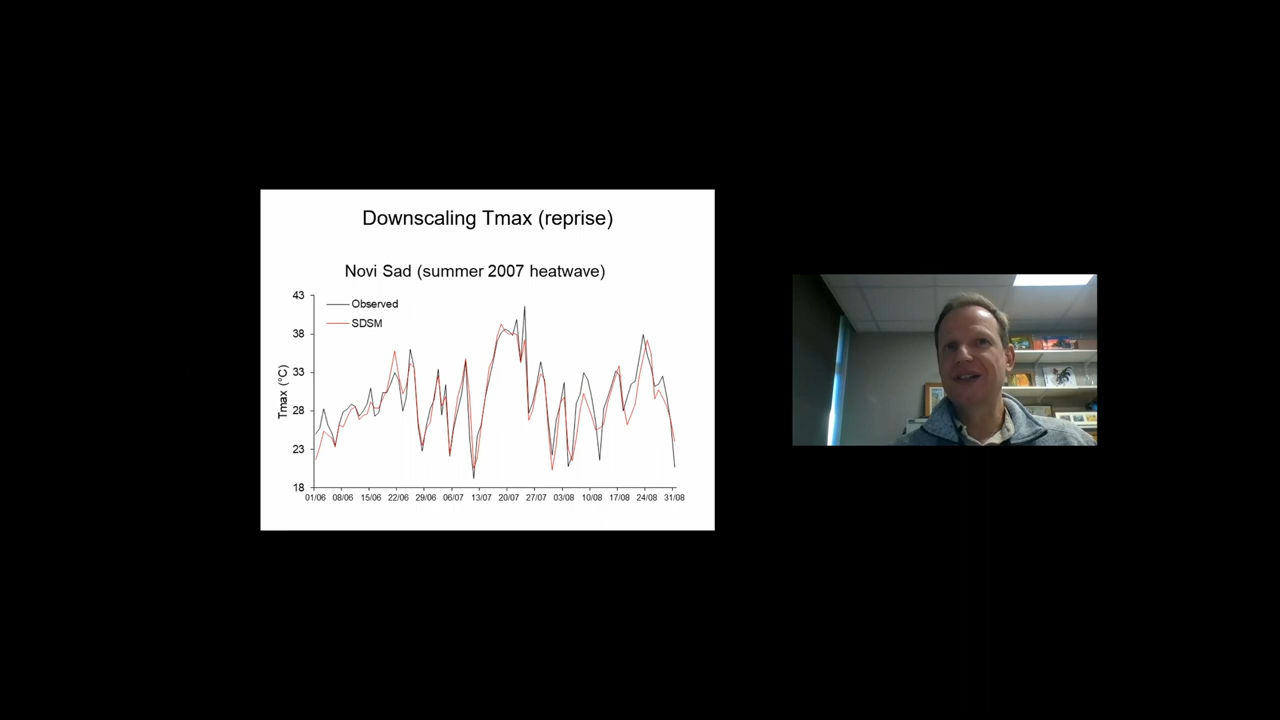 Downscaling Tmax (reprise)
Novi Sad (summer 2007 heatwave)
Observed
SDSM
Tmax (°C)
43
38
33
28
23
18
01/06 08/06 15/06 22/06 29/06 06/07 13/07 20/07 27/07 03/08 10/08 17/08 24/08 31/08